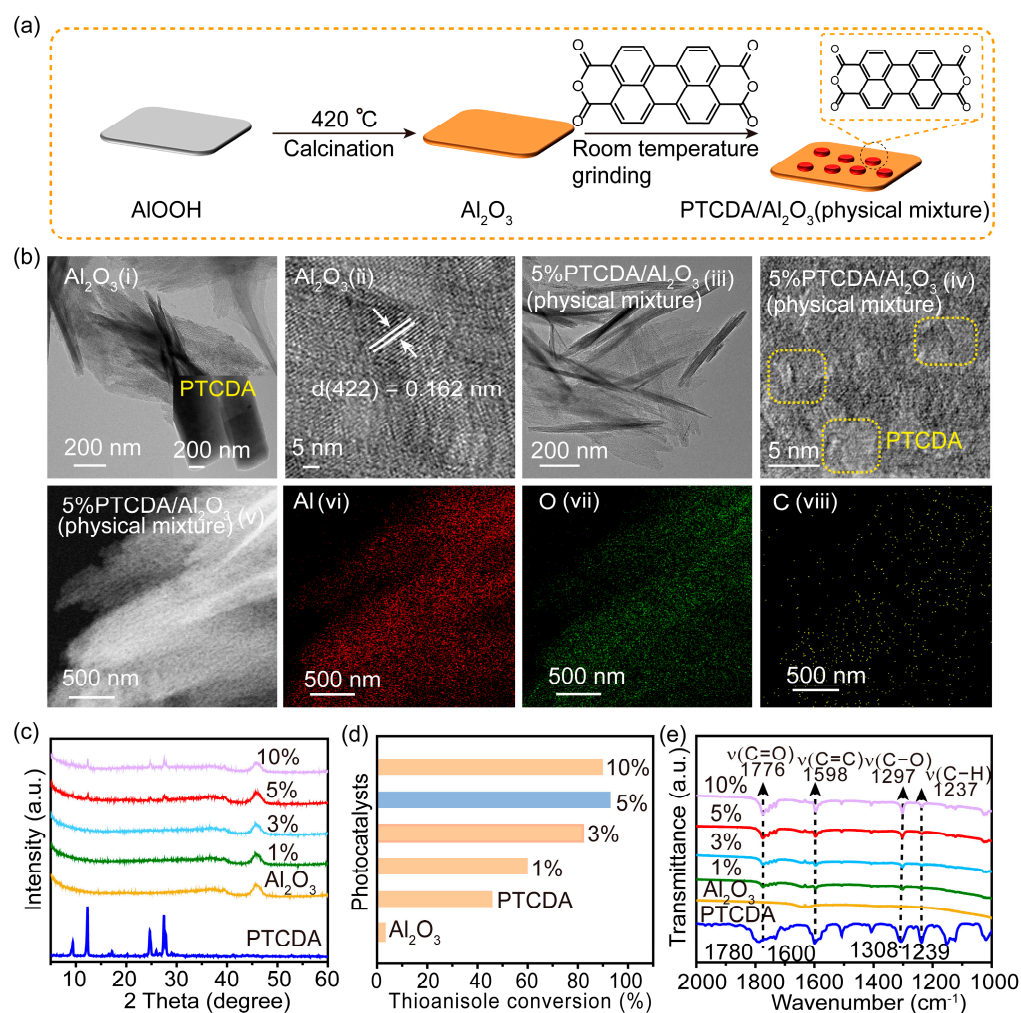 (a)
O
O
O
O
O
O
O
O
O
O
O
O
420 ℃
Calcination
Room temperature
grinding
AlOOH
Al₂O₃
PTCDA/Al₂O₃(physical mixture)
(b)
Al₂O₃(i)
PTCDA
200 nm
200 nm
Al₂O₃(ii)
d(422) = 0.162 nm
5 nm
5%PTCDA/Al₂O₃ (iii)
(physical mixture)
200 nm
5%PTCDA/Al₂O₃ (iv)
(physical mixture)
PTCDA
5 nm
5%PTCDA/Al₂O₃ (v)
(physical mixture)
500 nm
Al (vi)
500 nm
O (vii)
500 nm
C (viii)
500 nm
(c)
Intensity (a.u.)
10%
5%
3%
1%
Al₂O₃
PTCDA
10 20 30 40 50 60
2 Theta (degree)
(d)
Photocatalysts
10%
5%
3%
1%
PTCDA
Al₂O₃
0 20 40 60 80 100
Thioanisole conversion (%)
(e)
Transmittance (a.u.)
ν(C=O)
1776
ν(C=C)
1598
ν(C−O)
1297
ν(C−H)
1237
10%
5%
3%
1%
Al₂O₃
PTCDA
1780 1600 1308 1239
2000 1800 1600 1400 1200 1000
Wavenumber (cm⁻¹)